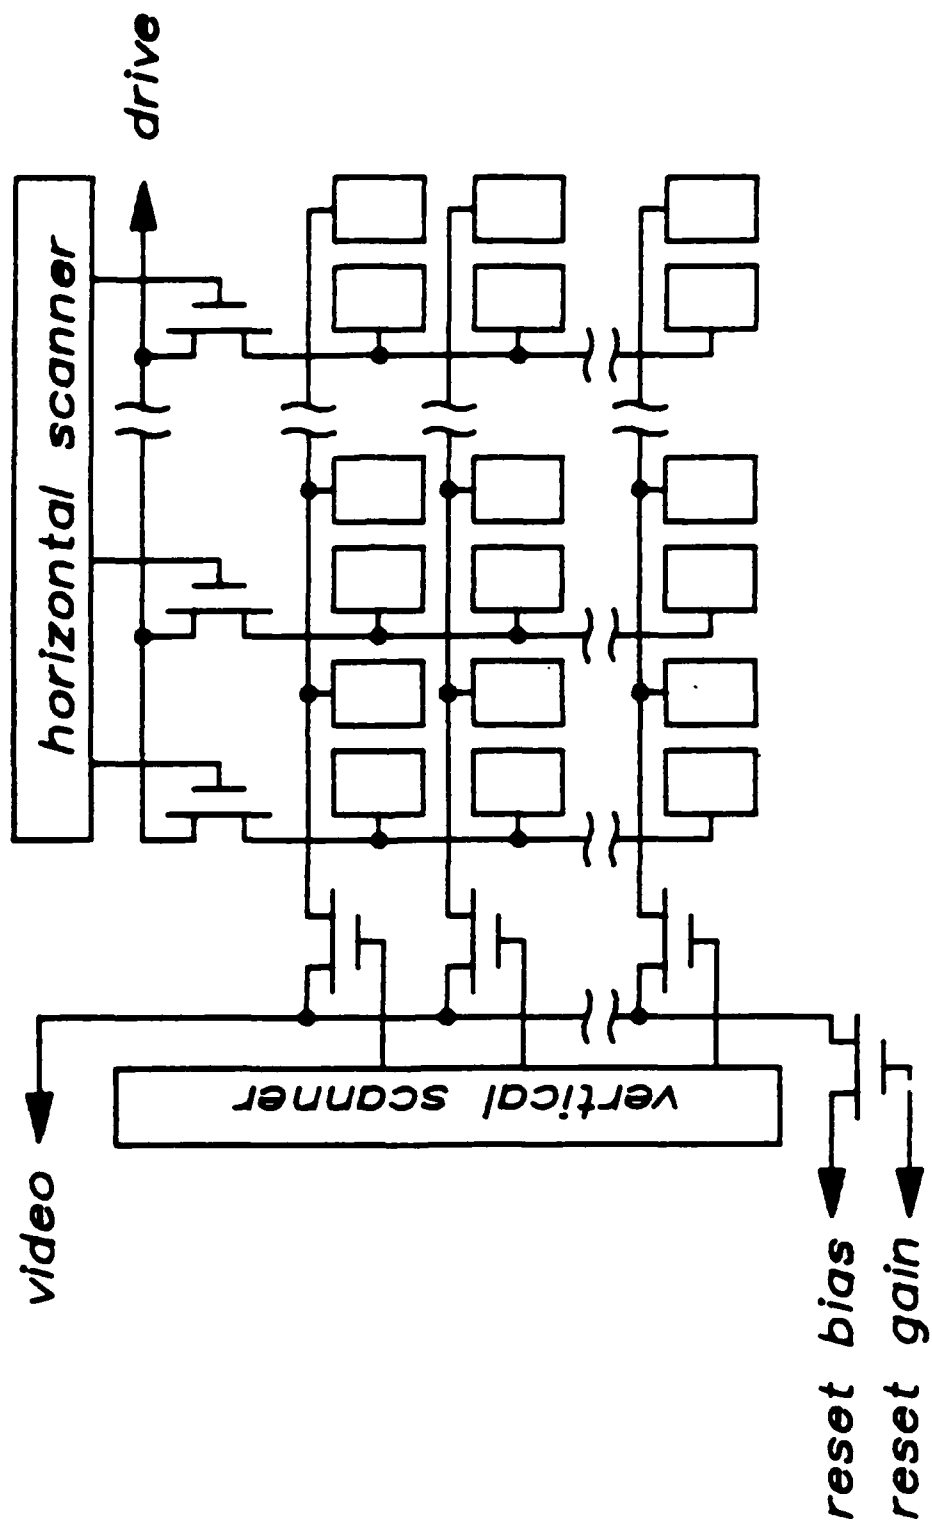 horizontal scanner
drive
vertical scanner
video
reset bias
reset gain